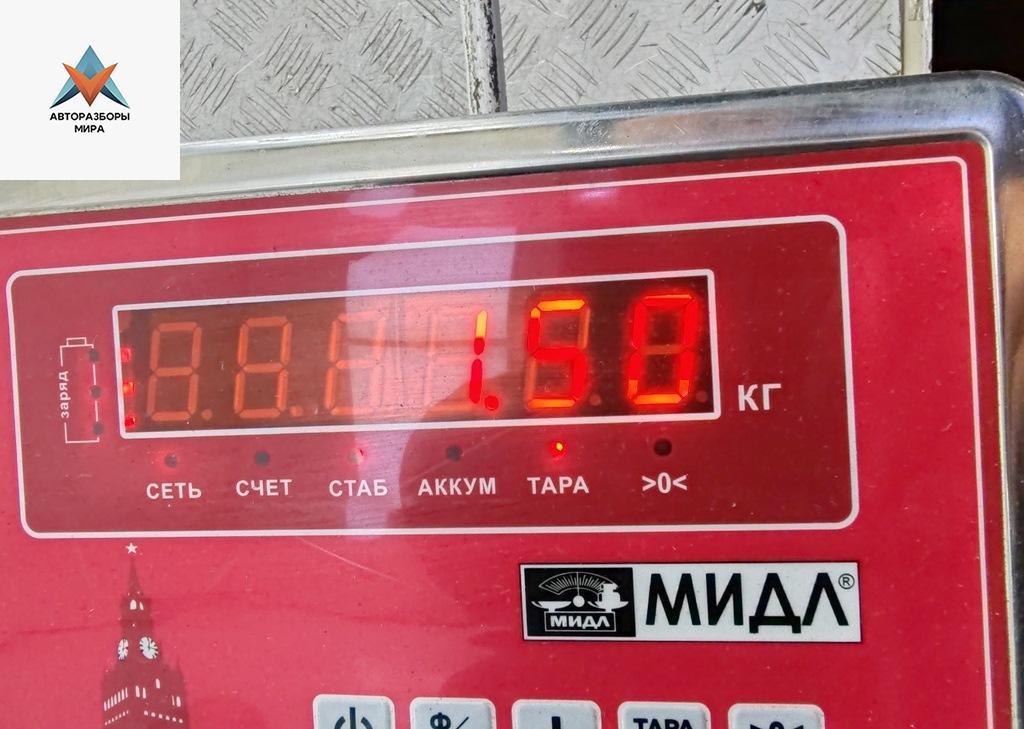 АВТОРАЗБОРЫ
МИРА
заряд
1.50
КГ
СЕТЬ СЧЕТ СТАБ АККУМ ТАРА >0<
МИДЛ МИДЛ®
Ф/
ТАРА